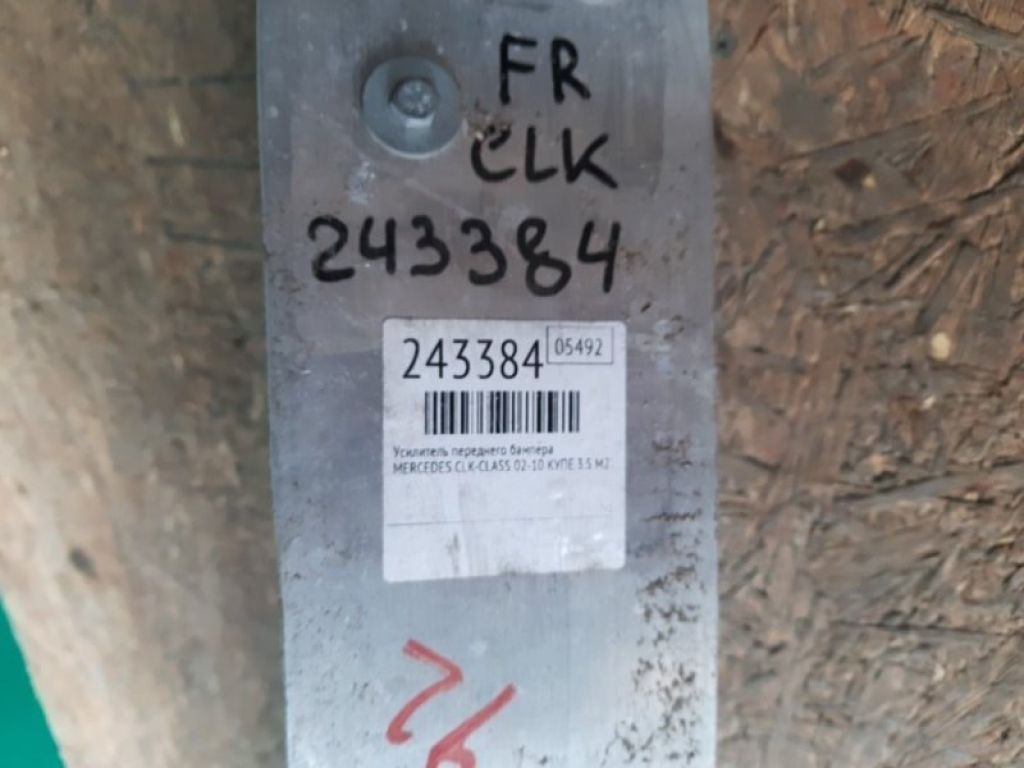 FR
CLK
243384
243384 05492
Усилитель переднего бампера
MERCEDES CLK-CLASS 02-10 КУПЕ 3.5 M2